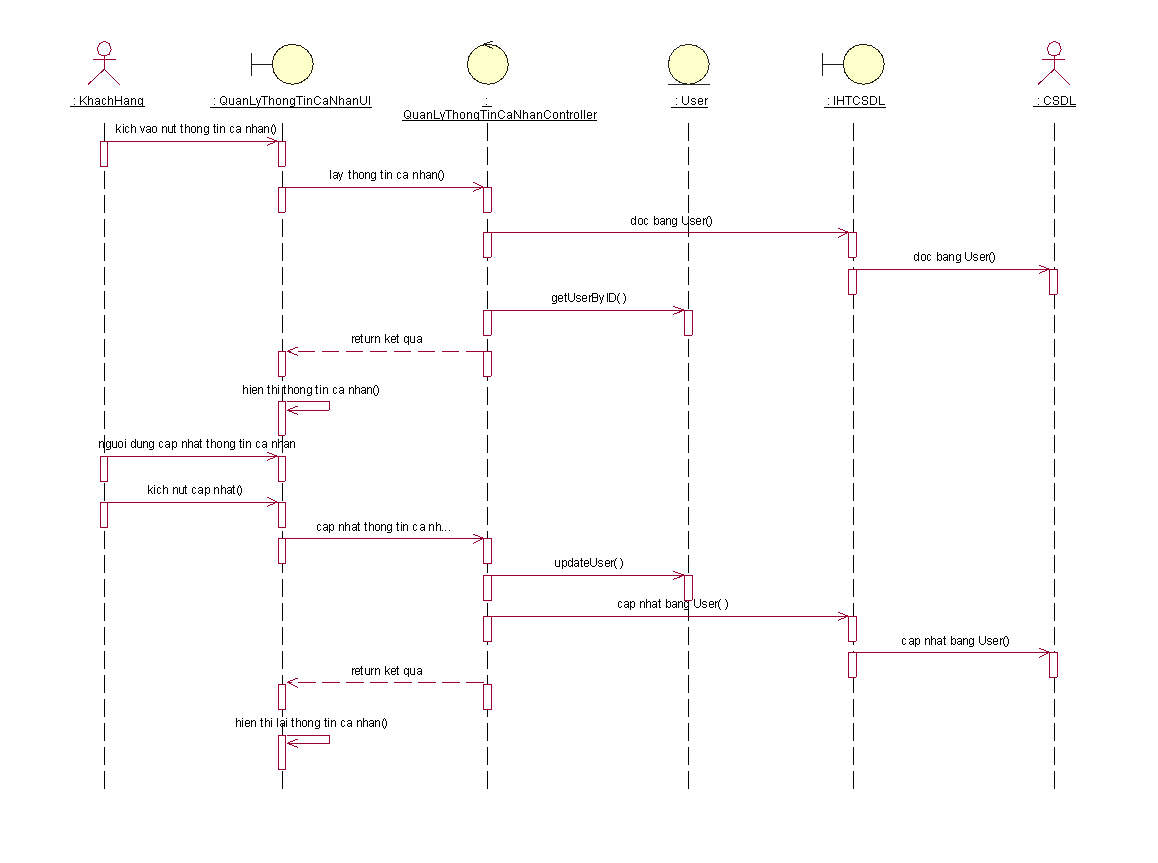 : KhachHang
: QuanLyThongTinCaNhanUI
:
QuanLyThongTinCaNhanController
: User
: IHTCSDL
: CSDL
kich vao nut thong tin ca nhan()
lay thong tin ca nhan()
doc bang User()
doc bang User()
getUserByID( )
return ket qua
hien thi thong tin ca nhan()
nguoi dung cap nhat thong tin ca nhan
kich nut cap nhat()
cap nhat thong tin ca nh...
updateUser( )
cap nhat bang User( )
cap nhat bang User()
return ket qua
hien thi lai thong tin ca nhan()